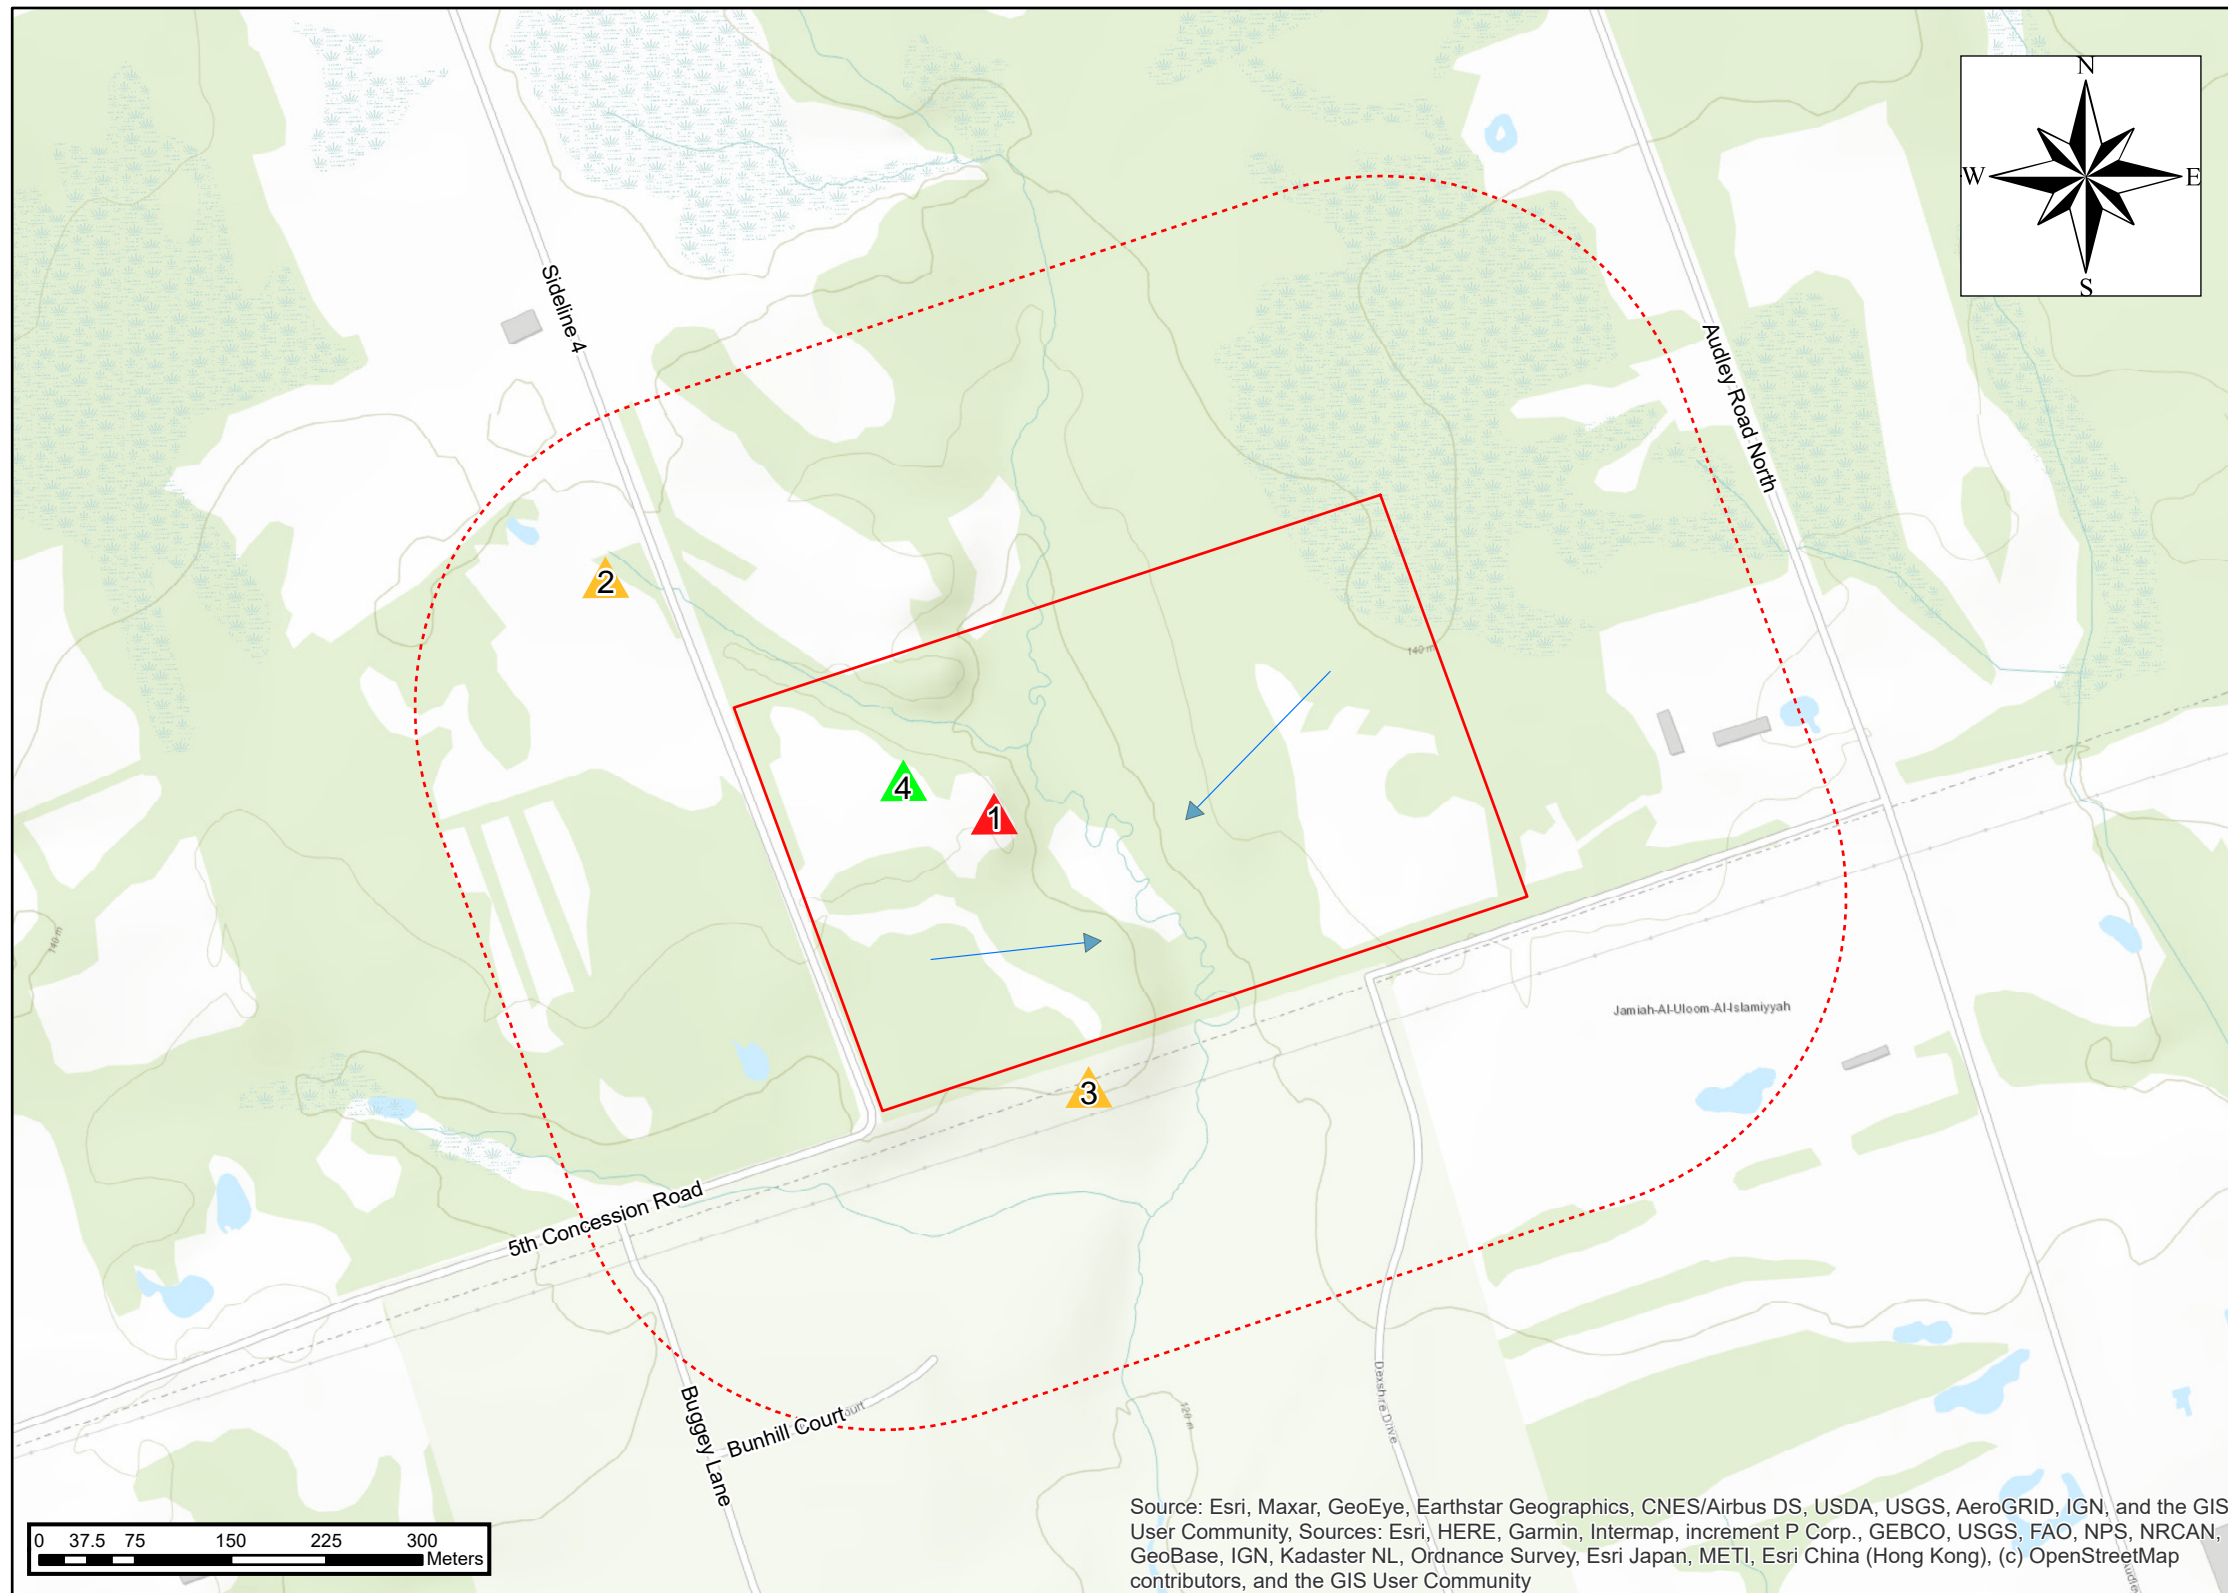 N
W E
S
Sideline 4
Audley Road North
2
140 m
4
1
140 m
Jamiah-Al-Uloom-Al-Islamiyyah
3
5th Concession Road
Dexshire Drive
120 m
Buggey Lane
Bunhill Court
Source: Esri, Maxar, GeoEye, Earthstar Geographics, CNES/Airbus DS, USDA, USGS, AeroGRID, IGN, and the GIS
User Community, Sources: Esri, HERE, Garmin, Intermap, increment P Corp., GEBCO, USGS, FAO, NPS, NRCAN,
GeoBase, IGN, Kadaster NL, Ordnance Survey, Esri Japan, METI, Esri China (Hong Kong), (c) OpenStreetMap
contributors, and the GIS User Community
0 37.5 75 150 225 300
Meters